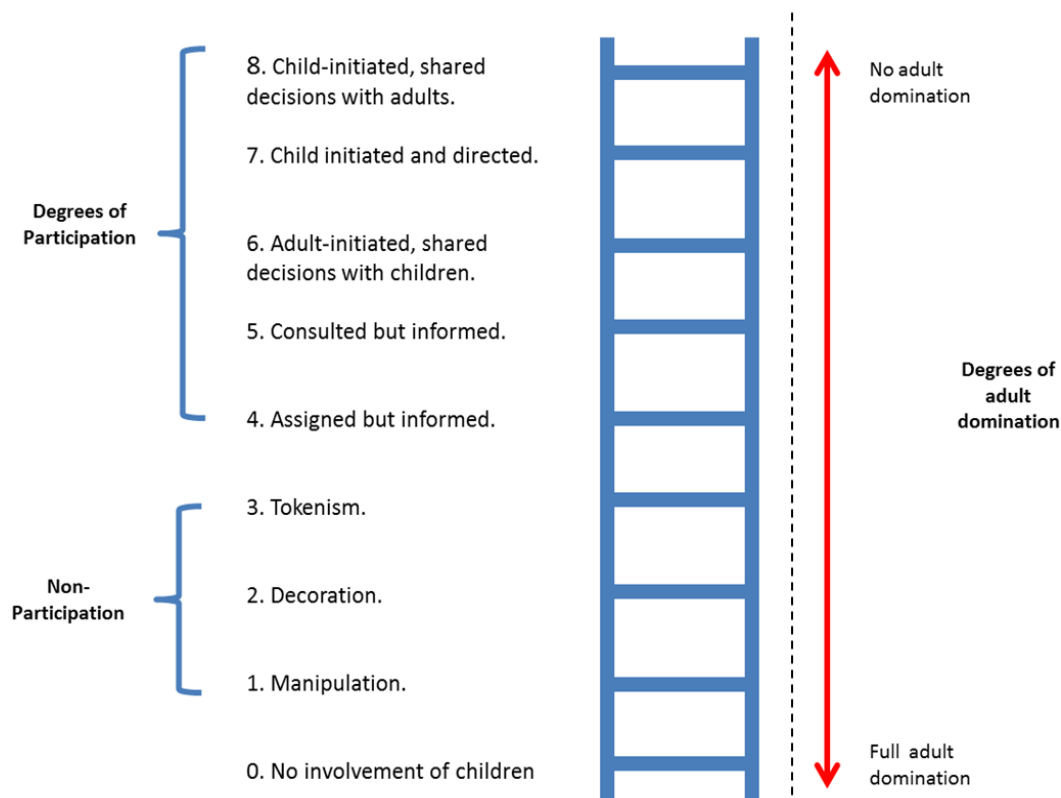 8. Child-initiated, shared
decisions with adults.
7. Child initiated and directed.
Degrees of
Participation
6. Adult-initiated, shared
decisions with children.
5. Consulted but informed.
4. Assigned but informed.
3. Tokenism.
Non-
Participation
2. Decoration.
1. Manipulation.
0. No involvement of children
No adult
domination
Degrees of
adult
domination
Full adult
domination